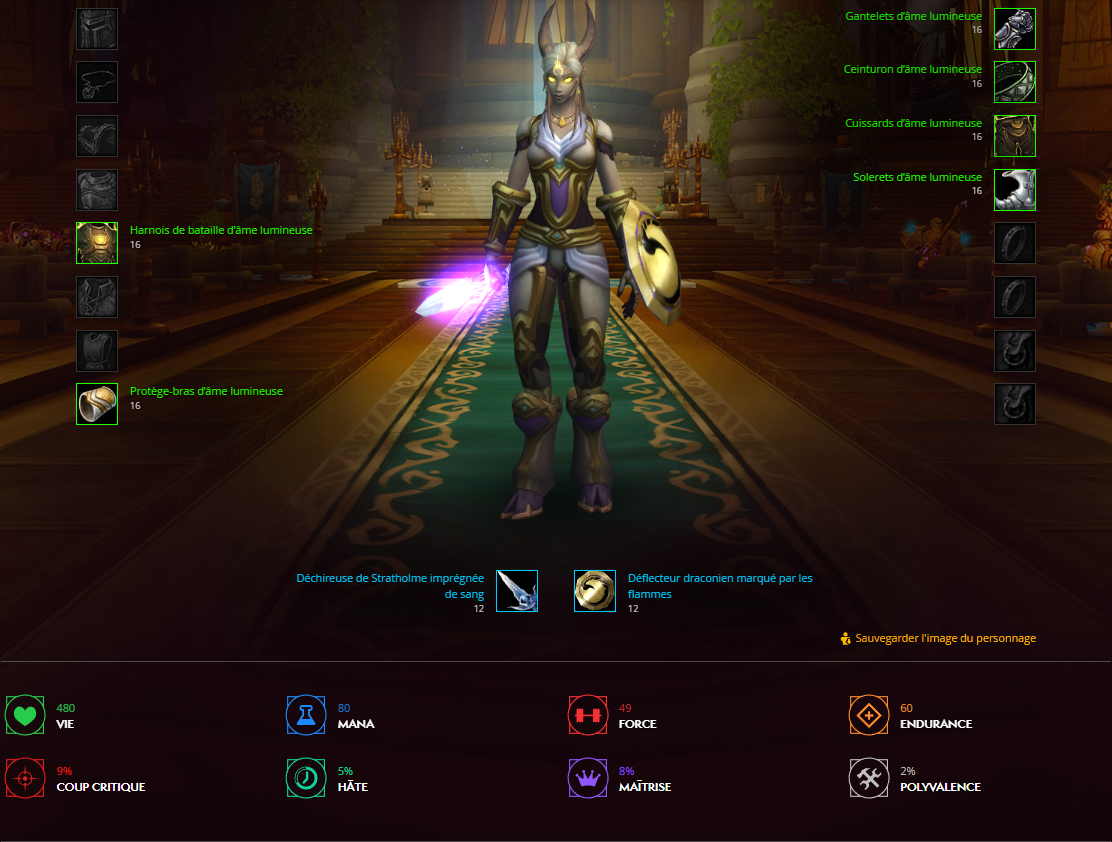 Gantelets d'âme lumineuse
16
Ceinturon d'âme lumineuse
16
Cuissards d'âme lumineuse
16
Solerets d'âme lumineuse
16
Harnois de bataille d'âme lumineuse
16
Protège-bras d'âme lumineuse
16
Déchireuse de Stratholme imprégnée
de sang
12
Déflecteur draconien marqué par les
flammes
12
Sauvegarder l'image du personnage
480
VIE
80
MANA
49
FORCE
60
ENDURANCE
9%
COUP CRITIQUE
5%
HÂTE
8%
MAÎTRISE
2%
POLYVALENCE